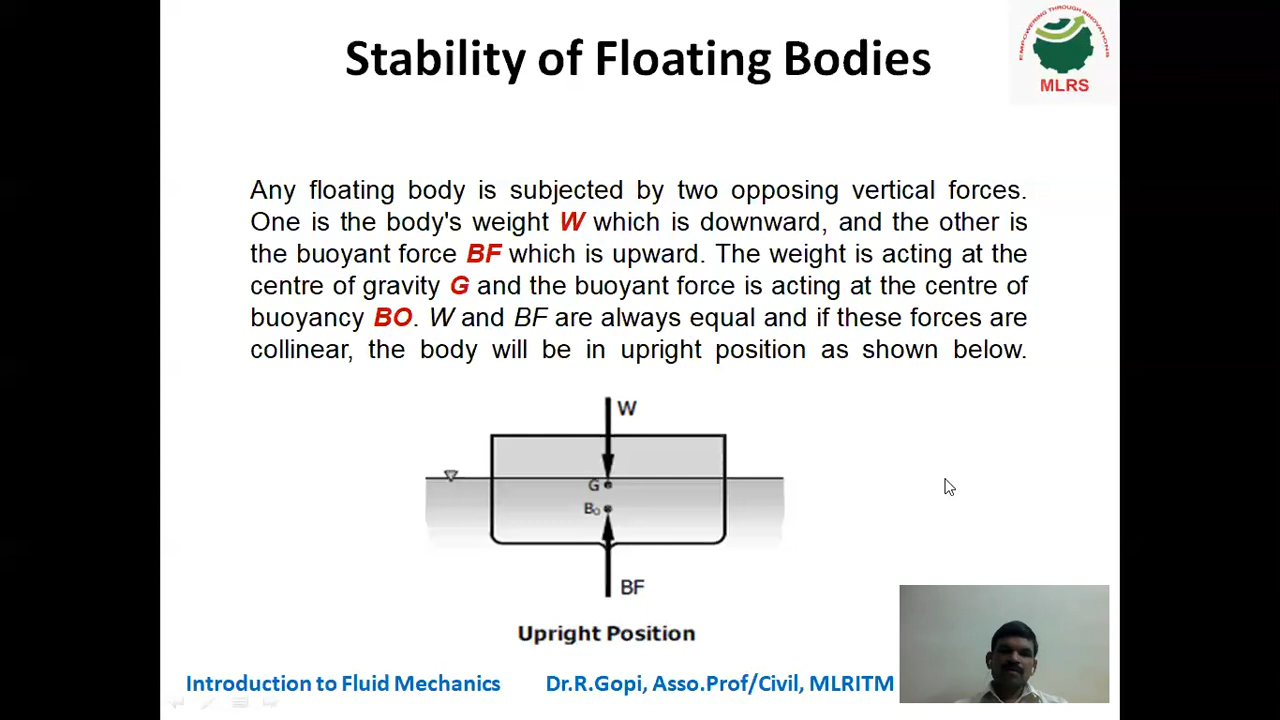 Stability of Floating Bodies
EMPOWERING THROUGH INNOVATIONS
MLRS
Any floating body is subjected by two opposing vertical forces.
One is the body's weight W which is downward, and the other is
the buoyant force BF which is upward. The weight is acting at the
centre of gravity G and the buoyant force is acting at the centre of
buoyancy BO. W and BF are always equal and if these forces are
collinear, the body will be in upright position as shown below.
W
G
B₀
BF
Upright Position
Introduction to Fluid Mechanics Dr.R.Gopi, Asso.Prof/Civil, MLRITM